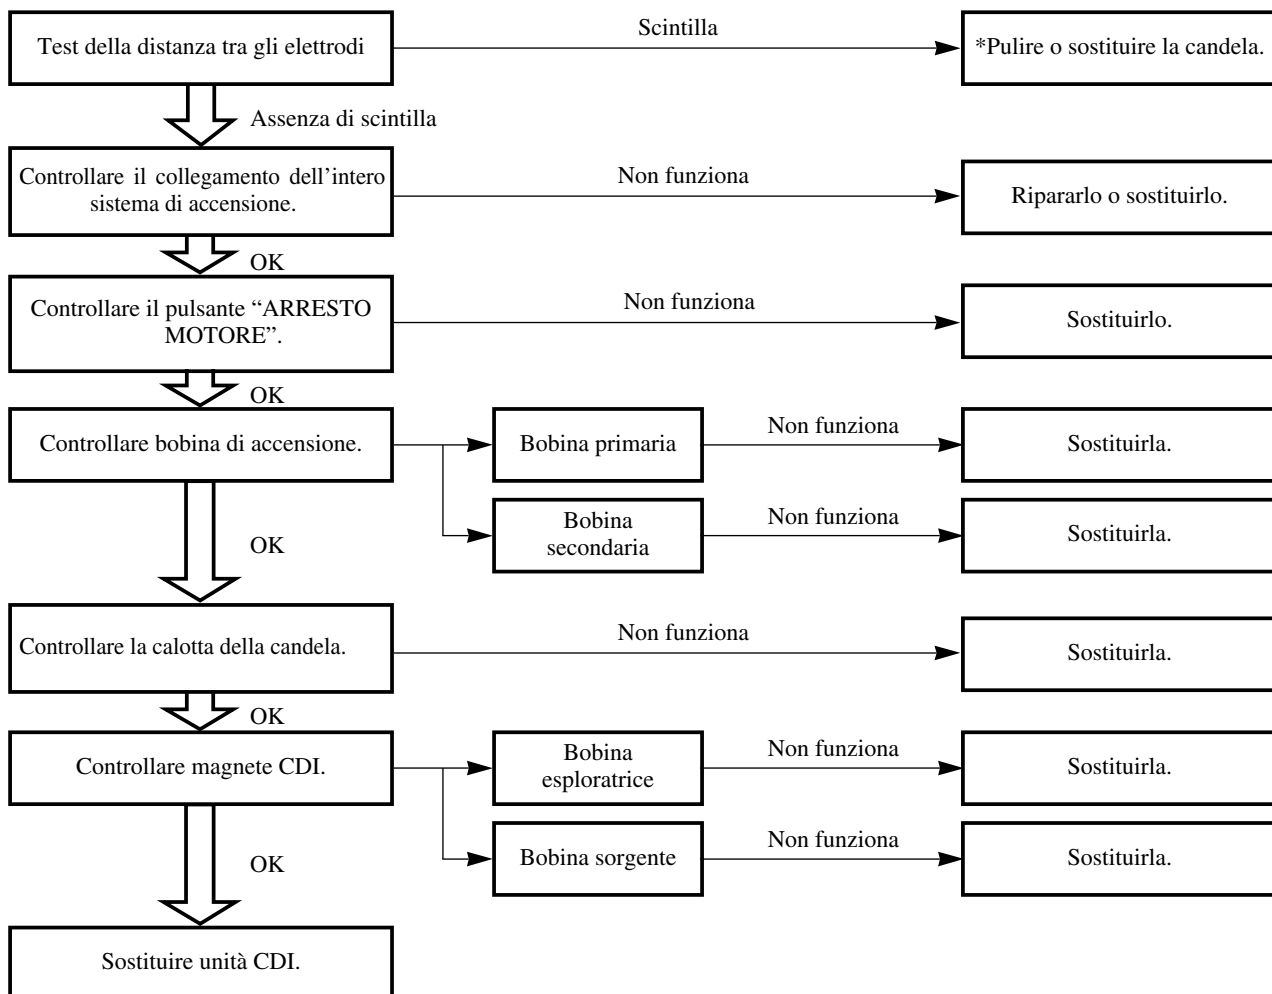 Test della distanza tra gli elettrodi
Scintilla
*Pulire o sostituire la candela.
Assenza di scintilla
Controllare il collegamento dell’intero
sistema di accensione.
Non funziona
Ripararlo o sostituirlo.
OK
Controllare il pulsante “ARRESTO
MOTORE”.
Non funziona
Sostituirlo.
OK
Controllare bobina di accensione.
Bobina primaria
Non funziona
Sostituirla.
Bobina
secondaria
Non funziona
Sostituirla.
OK
Controllare la calotta della candela.
Non funziona
Sostituirla.
OK
Controllare magnete CDI.
Bobina
esploratrice
Non funziona
Sostituirla.
Bobina sorgente
Non funziona
Sostituirla.
OK
Sostituire unità CDI.